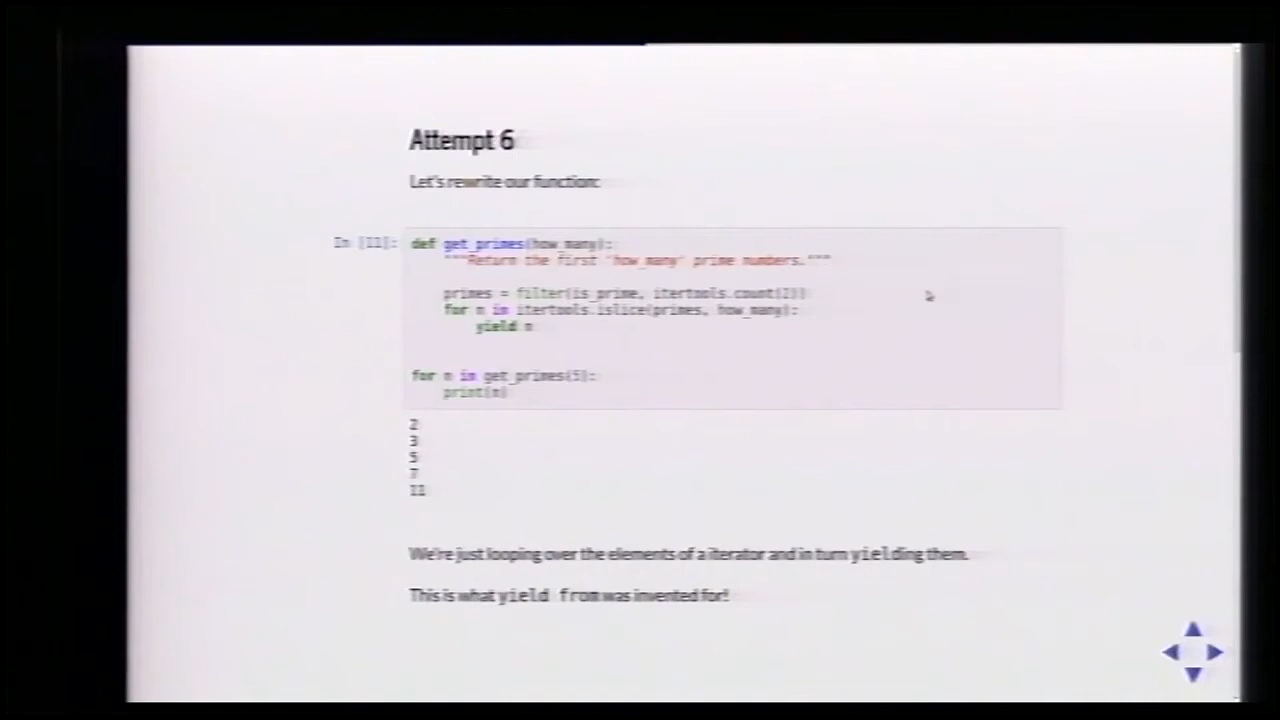 Attempt 6
Let's rewrite our function:
In [11]:
def get_primes(how_many):
"""Return the first `how_many` prime numbers."""
primes = filter(is_prime, itertools.count(2))
for n in itertools.islice(primes, how_many):
yield n
for n in get_primes(5):
print(n)
2
3
5
7
11
We're just looping over the elements of a iterator and in turn yielding them.
This is what yield from was invented for!